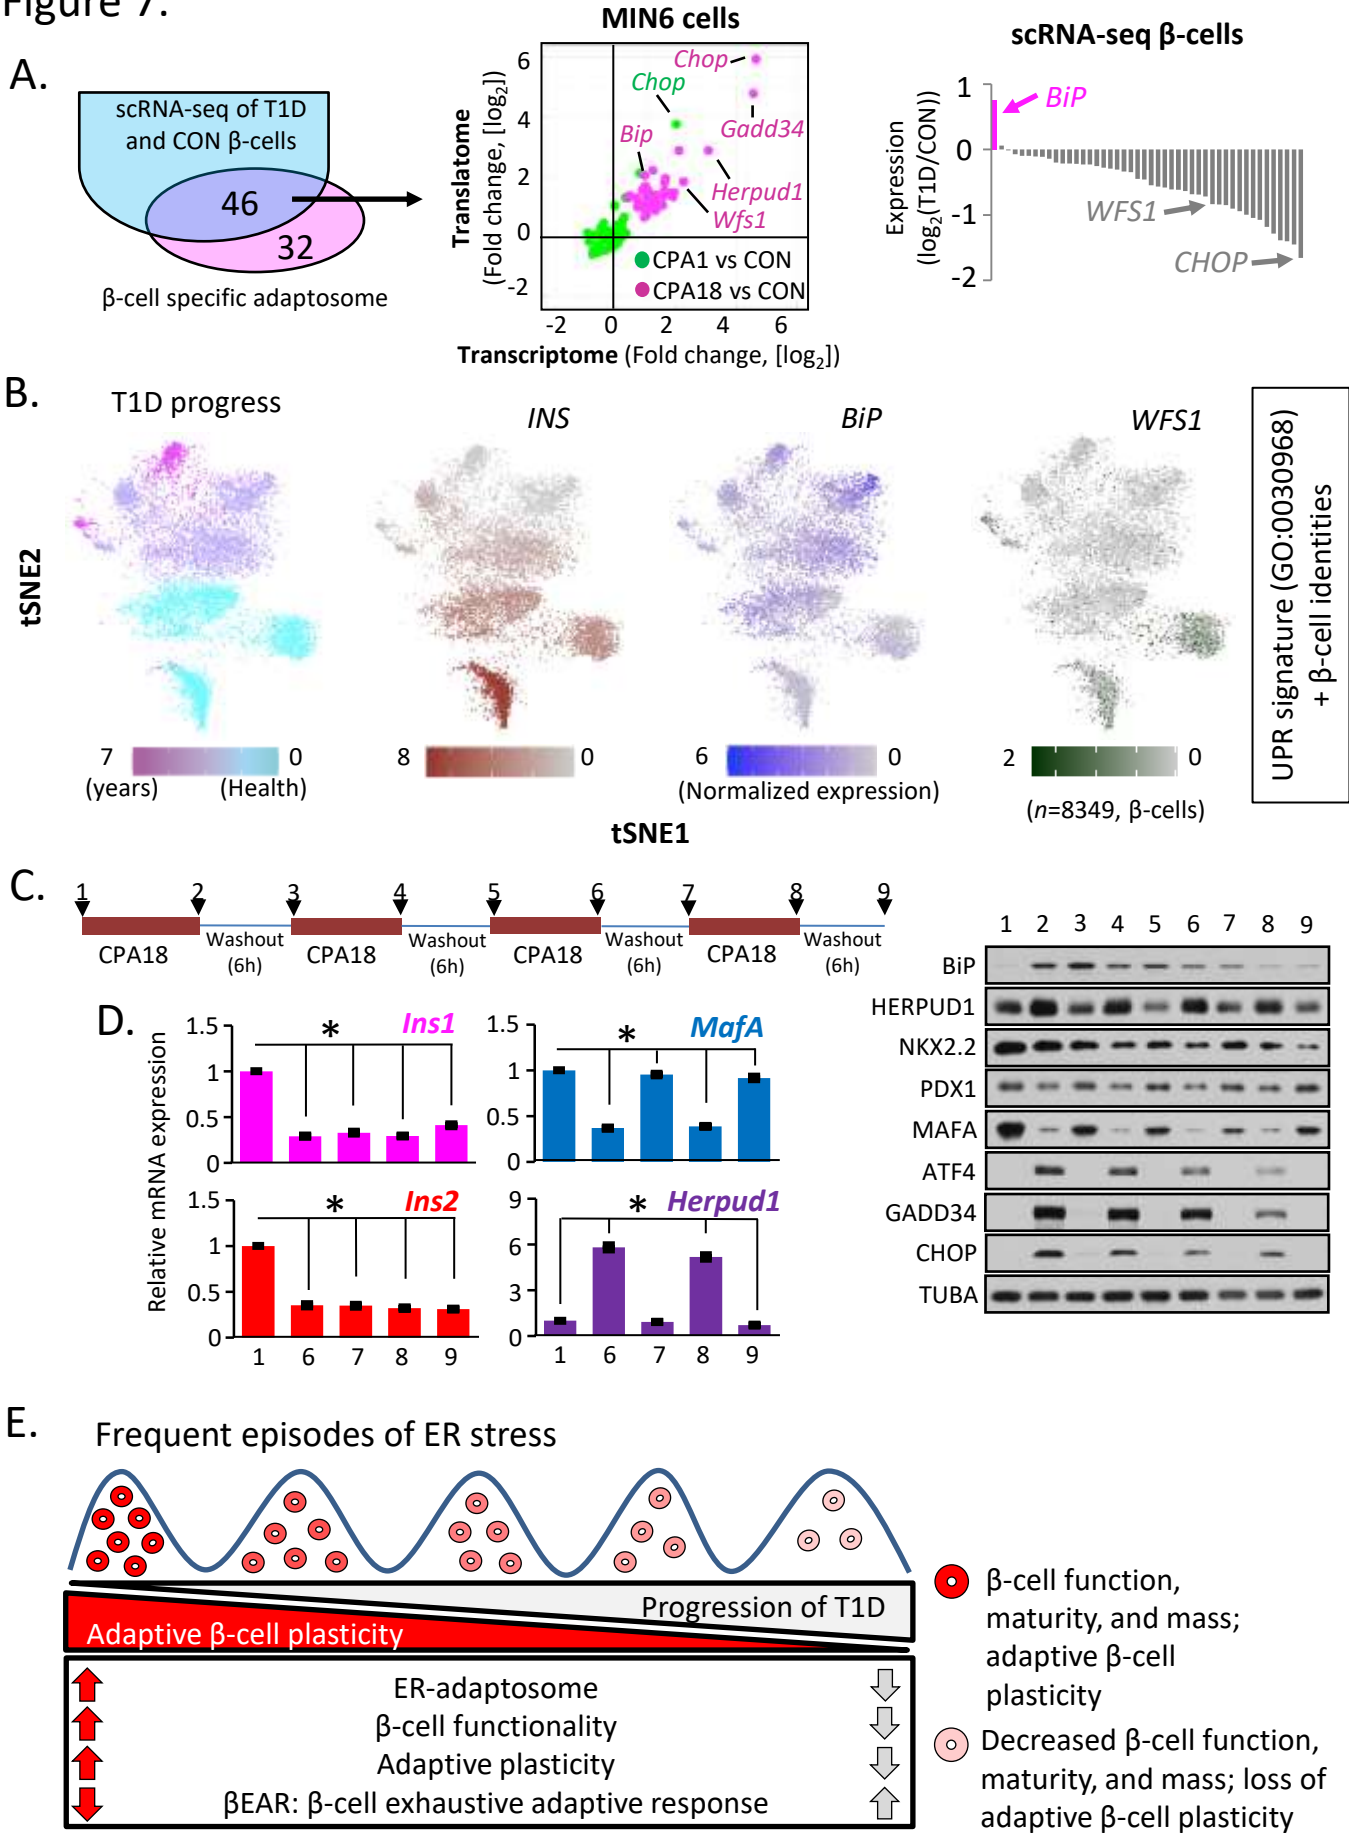 Figure 7.
A.
scRNA-seq of T1D
and CON β-cells
46
32
β-cell specific adaptosome
MIN6 cells
Translatome
(Fold change, [log2])
6
4
2
0
-2
Chop
Chop
Bip
Gadd34
Herpud1
Wfs1
CPA1 vs CON
CPA18 vs CON
-2 0 2 4 6
Transcriptome (Fold change, [log2])
scRNA-seq β-cells
Expression
(log2(T1D/CON))
1
0
-1
-2
BiP
WFS1
CHOP
B.
T1D progress
INS
BiP
WFS1
tSNE2
7 0
(years) (Health)
8 0
6 0
(Normalized expression)
2 0
(n=8349, β-cells)
tSNE1
UPR signature (GO:0030968)
+ β-cell identities
C.
1 2 3 4 5 6 7 8 9
CPA18 Washout (6h) CPA18 Washout (6h) CPA18 Washout (6h) CPA18 Washout (6h)
1 2 3 4 5 6 7 8 9
BiP
HERPUD1
NKX2.2
PDX1
MAFA
ATF4
GADD34
CHOP
TUBA
D.
Relative mRNA expression
1.5
1
0.5
0
*
Ins1
1.5
1
0.5
0
*
MafA
1.5
1
0.5
0
*
Ins2
1 6 7 8 9
9
6
3
0
*
Herpud1
1 6 7 8 9
E.
Frequent episodes of ER stress
Progression of T1D
Adaptive β-cell plasticity
ER-adaptosome
β-cell functionality
Adaptive plasticity
βEAR: β-cell exhaustive adaptive response
β-cell function,
maturity, and mass;
adaptive β-cell
plasticity
Decreased β-cell function,
maturity, and mass; loss of
adaptive β-cell plasticity